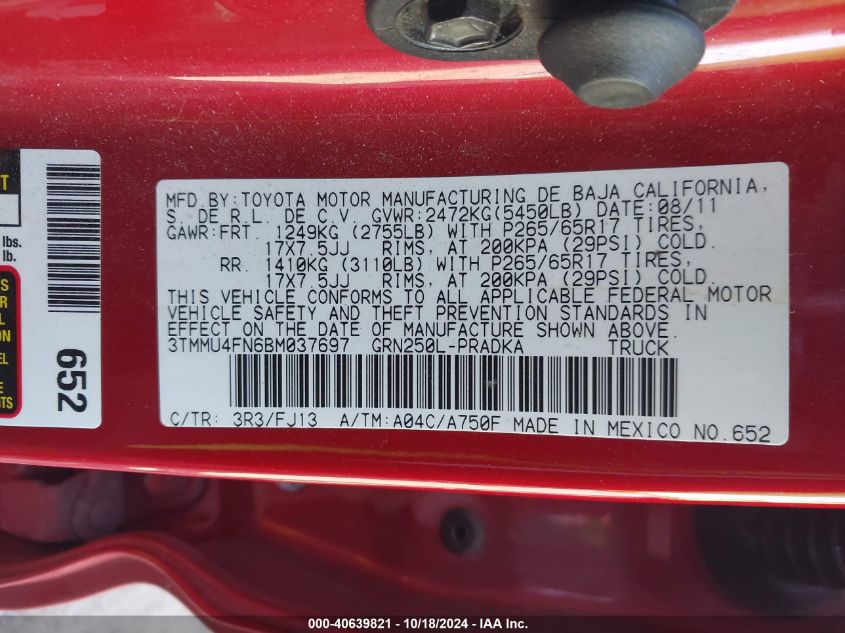 MFD.BY:TOYOTA MOTOR MANUFACTURING DE BAJA CALIFORNIA,
S. DE R.L. DE C.V. GVWR:2472KG(5450LB) DATE:08/11
GAWR:FRT. 1249KG (2755LB) WITH P265/65R17 TIRES,
17X7.5JJ RIMS, AT 200KPA (29PSI) COLD.
RR. 1410KG (3110LB) WITH P265/65R17 TIRES,
17X7.5JJ RIMS, AT 200KPA (29PSI) COLD.
THIS VEHICLE CONFORMS TO ALL APPLICABLE FEDERAL MOTOR
VEHICLE SAFETY AND THEFT PREVENTION STANDARDS IN
EFFECT ON THE DATE OF MANUFACTURE SHOWN ABOVE.
3TMMU4FN6BM037697 GRN250L-PRADKA TRUCK
C/TR: 3R3/FJ13 A/TM:A04C/A750F MADE IN MEXICO NO.652
T
lbs.
lb.
S
R
L
EL
E
TS
652
000-40639821 - 10/18/2024 - IAA Inc.